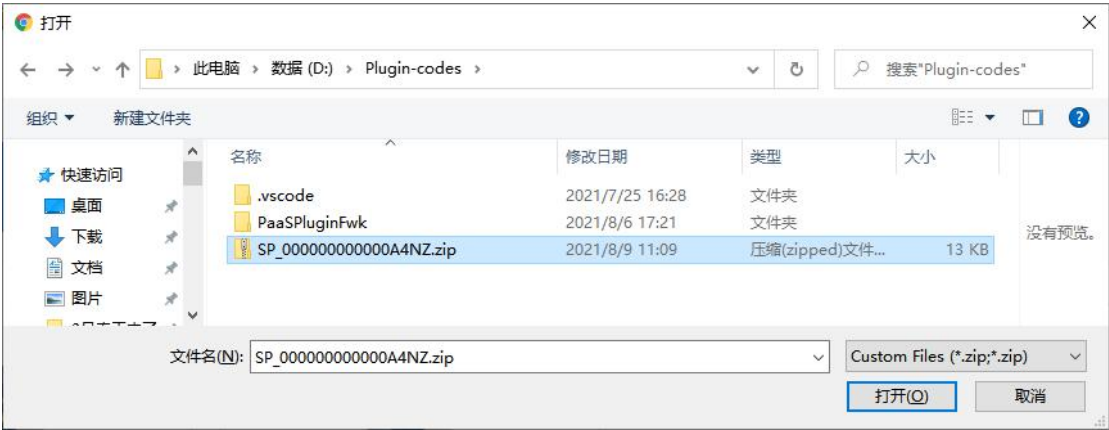 打开
此电脑 › 数据 (D:) › Plugin-codes ›
搜索"Plugin-codes"
组织
新建文件夹
名称 修改日期 类型 大小
快速访问
桌面
下载
文档
图片
.vscode 2021/7/25 16:28 文件夹
PaaSPluginFwk 2021/8/6 17:21 文件夹
SP_000000000000A4NZ.zip 2021/8/9 11:09 压缩(zipped)文件... 13 KB
没有预览。
文件名(N): SP_000000000000A4NZ.zip
Custom Files (*.zip;*.zip)
打开(O) 取消